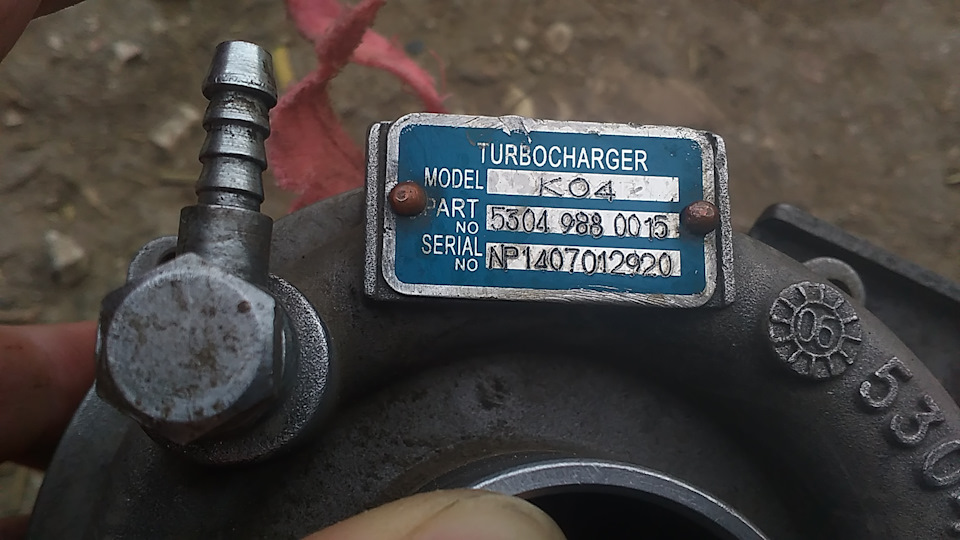 TURBOCHARGER
MODEL K04
PART NO 5304 988 0015
SERIAL NO NP1407012920
05
530